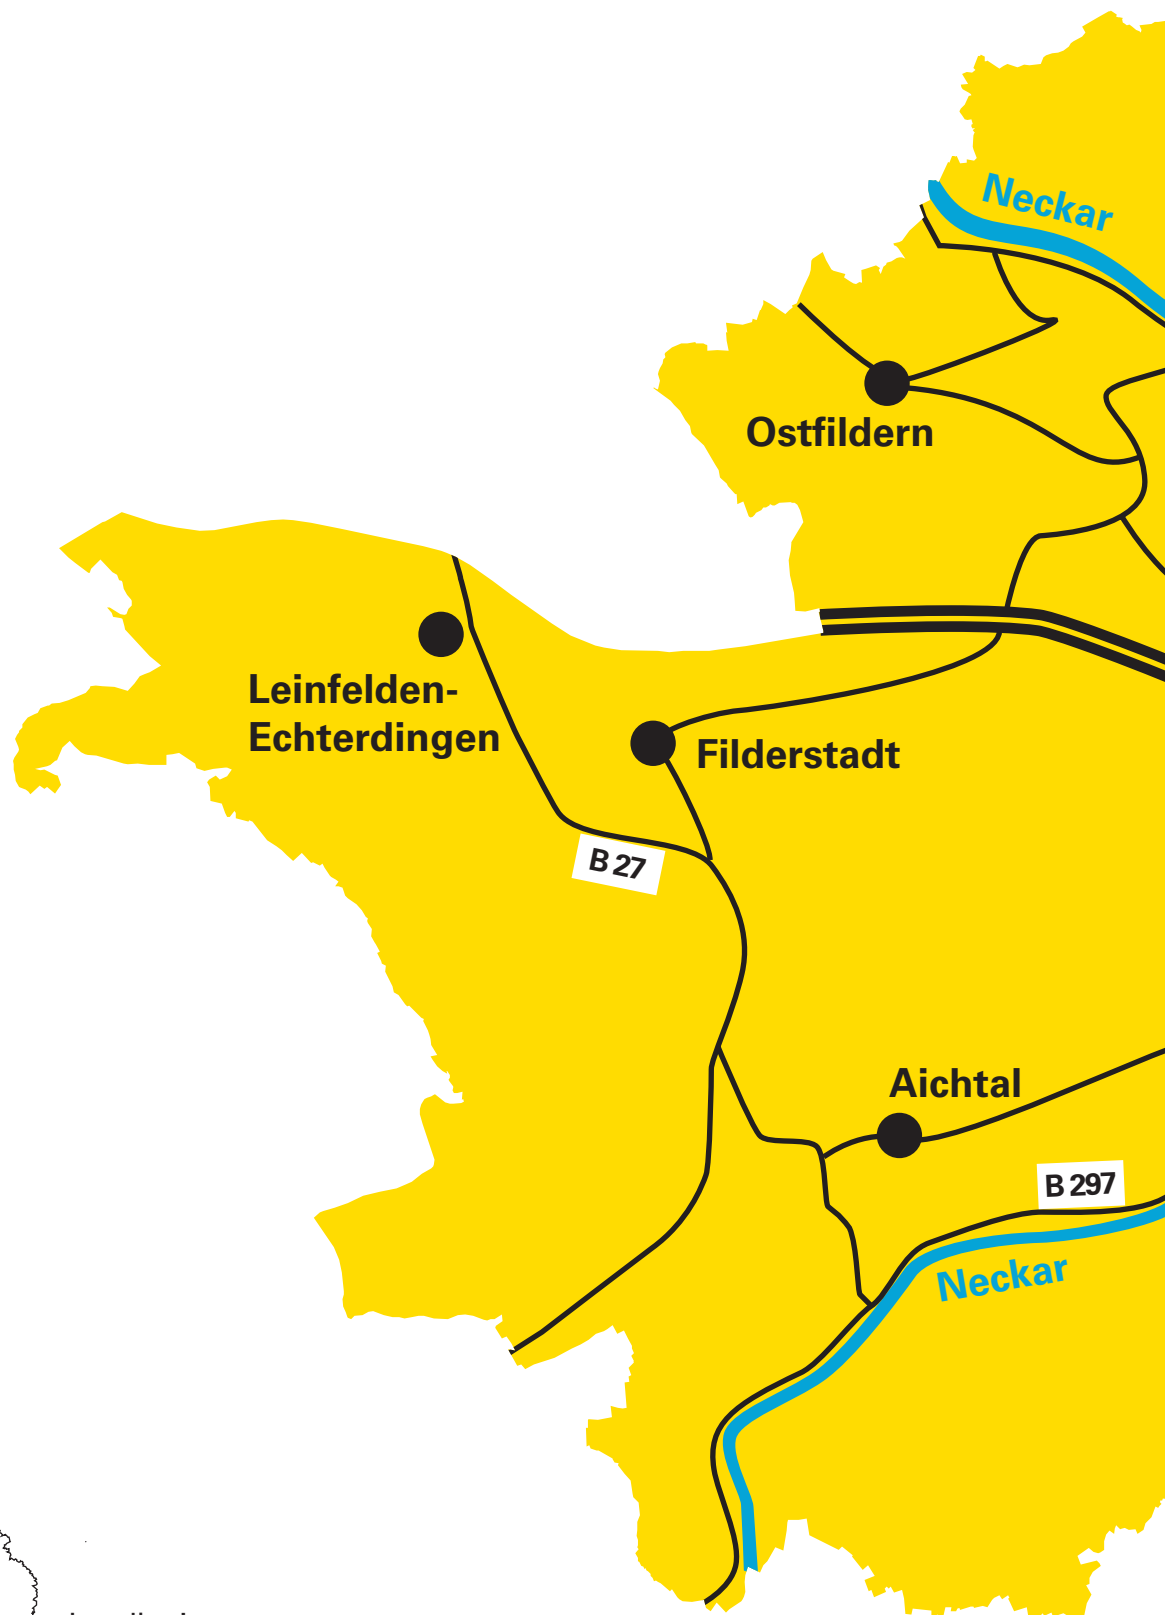 Neckar
Ostfildern
Leinfelden-
Echterdingen
Filderstadt
B 27
Aichtal
B 297
Neckar